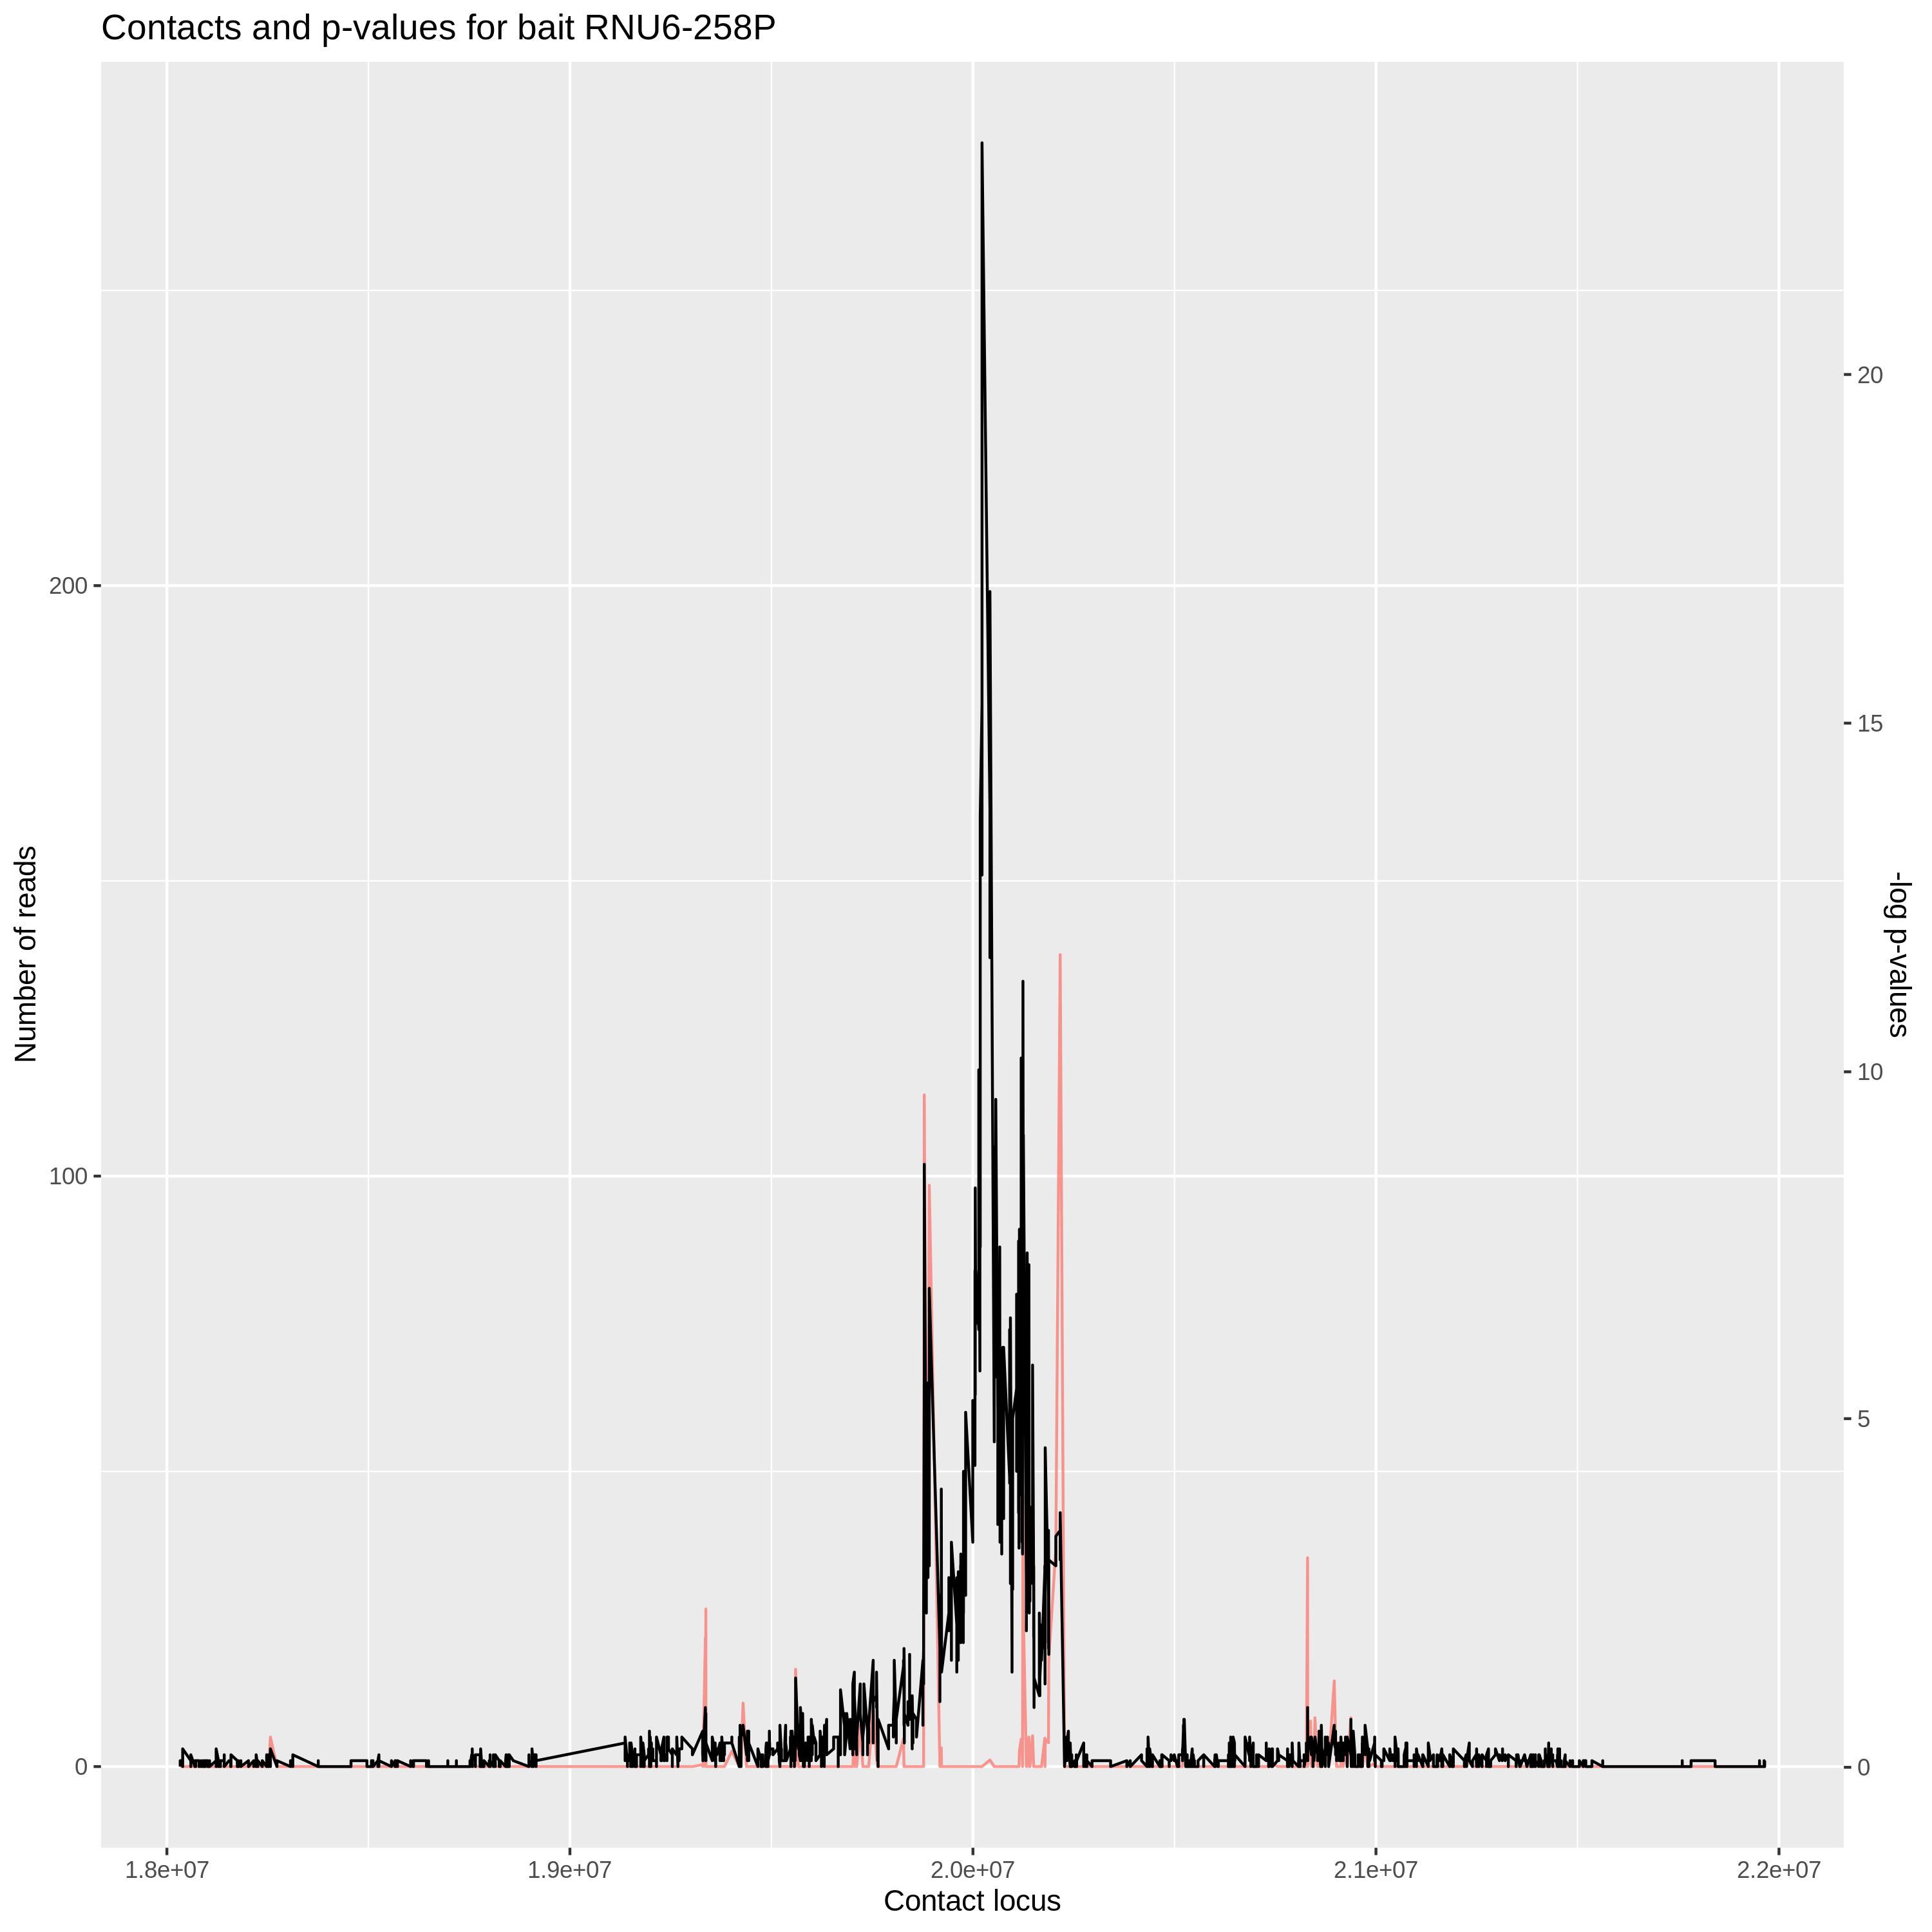 Contacts and p-values for bait RNU6-258P
Number of reads
200
100
0
20
15
10
5
0
-log p-values
1.8e+07
1.9e+07
2.0e+07
2.1e+07
2.2e+07
Contact locus